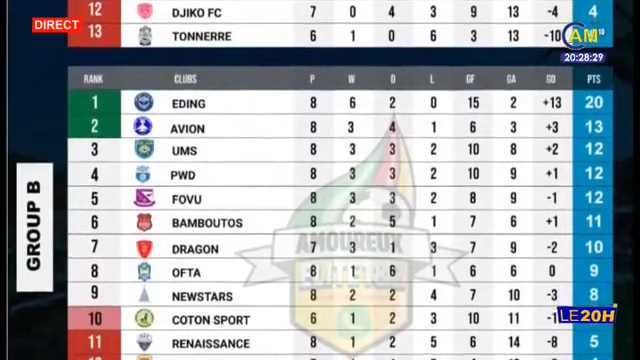 DIRECT
12 DJIKO FC 7 0 4 3 9 13 -4 4
13 TONNERRE 6 1 0 6 3 13 -10
AM
20:28:29
RANK CLUBS P W D L GF GA GD PTS
GROUP B
1 EDING 8 6 2 0 15 2 +13 20
2 AVION 8 3 4 1 6 3 +3 13
3 UMS 8 3 3 2 10 8 +2 12
4 PWD 8 3 3 2 10 9 +1 12
5 FOVU 8 3 3 2 8 9 -1 12
6 BAMBOUTOS 8 2 5 1 7 6 +1 11
7 DRAGON 7 3 1 3 7 9 -2 10
8 OFTA 8 1 6 1 6 6 0 9
9 NEWSTARS 8 2 2 4 7 10 -3 8
10 COTON SPORT 6 1 2 3 10 11 -1
11 RENAISSANCE 8 1 2 5 6 14 -8 5
AMOUREUX
LE 20H